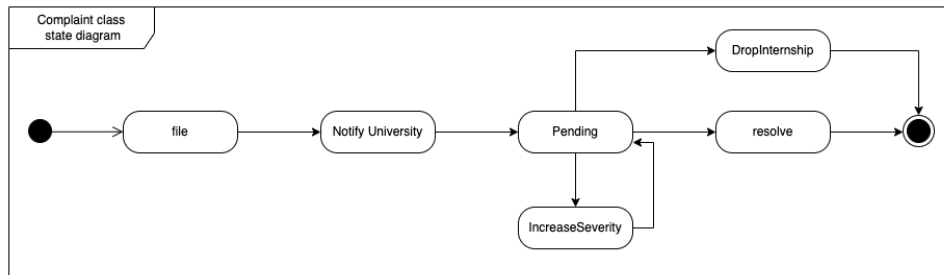 Complaint class
state diagram
DropInternship
file
Notify University
Pending
resolve
IncreaseSeverity